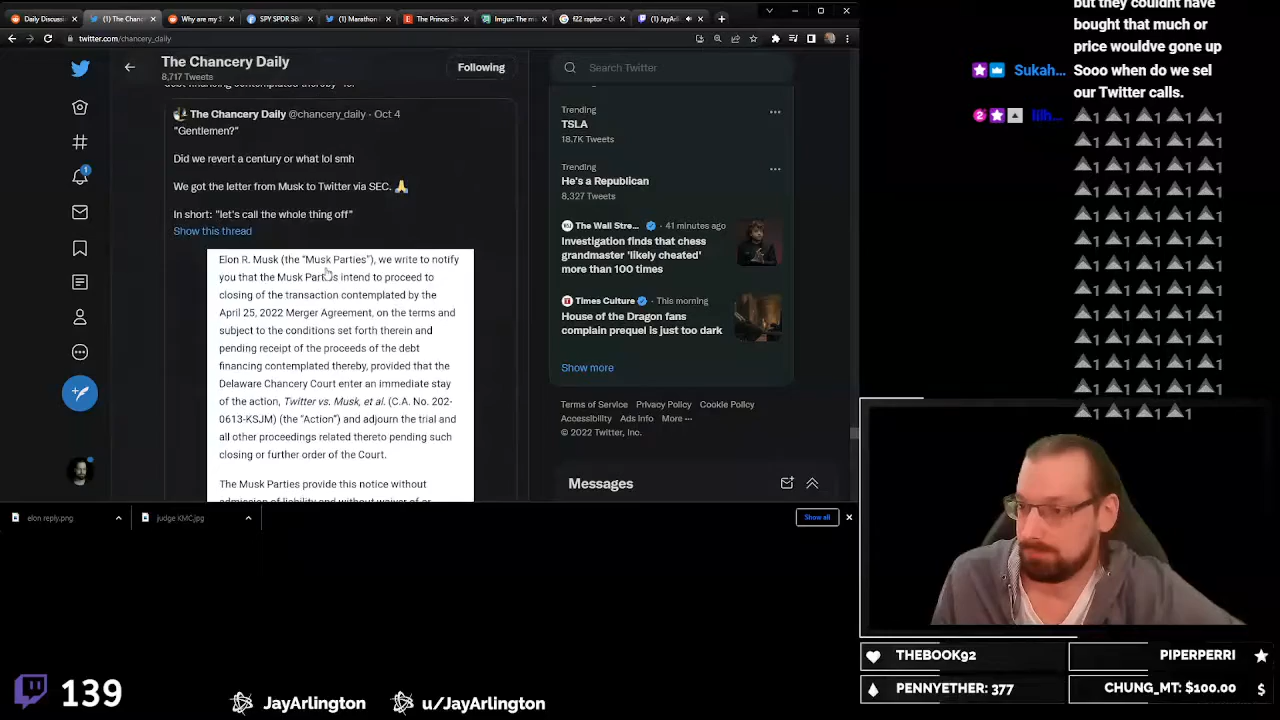 Daily Discussi
(1) The Chanc
Why are my S
SPY SPDR S&
(1) Marathon
The Prince: Se
Imgur: The m
f22 raptor - G
(1) JayArl
twitter.com/chancery_daily
The Chancery Daily
8,717 Tweets
Following
Search Twitter
The Chancery Daily @chancery_daily · Oct 4
"Gentlemen?"
Did we revert a century or what lol smh
We got the letter from Musk to Twitter via SEC. 🙏
In short: "let's call the whole thing off"
Show this thread
Elon R. Musk (the "Musk Parties"), we write to notify
you that the Musk Parties intend to proceed to
closing of the transaction contemplated by the
April 25, 2022 Merger Agreement, on the terms and
subject to the conditions set forth therein and
pending receipt of the proceeds of the debt
financing contemplated thereby, provided that the
Delaware Chancery Court enter an immediate stay
of the action, Twitter vs. Musk, et al. (C.A. No. 202-
0613-KSJM) (the "Action") and adjourn the trial and
all other proceedings related thereto pending such
closing or further order of the Court.
The Musk Parties provide this notice without
Trending
TSLA
18.7K Tweets
Trending
He's a Republican
8,327 Tweets
The Wall Stre... · 41 minutes ago
Investigation finds that chess
grandmaster 'likely cheated'
more than 100 times
Times Culture · This morning
House of the Dragon fans
complain prequel is just too dark
Show more
Terms of Service Privacy Policy Cookie Policy
Accessibility Ads Info More ···
© 2022 Twitter, Inc.
Messages
elon reply.png
judge KMC.jpg
Show all
but they couldnt have
bought that much or
price wouldve gone up
Sukah... Sooo when do we sel
our Twitter calls.
THEBOOK92
PIPERPERRI
PENNYETHER: 377
CHUNG_MT: $100.00
139
JayArlington
u/JayArlington